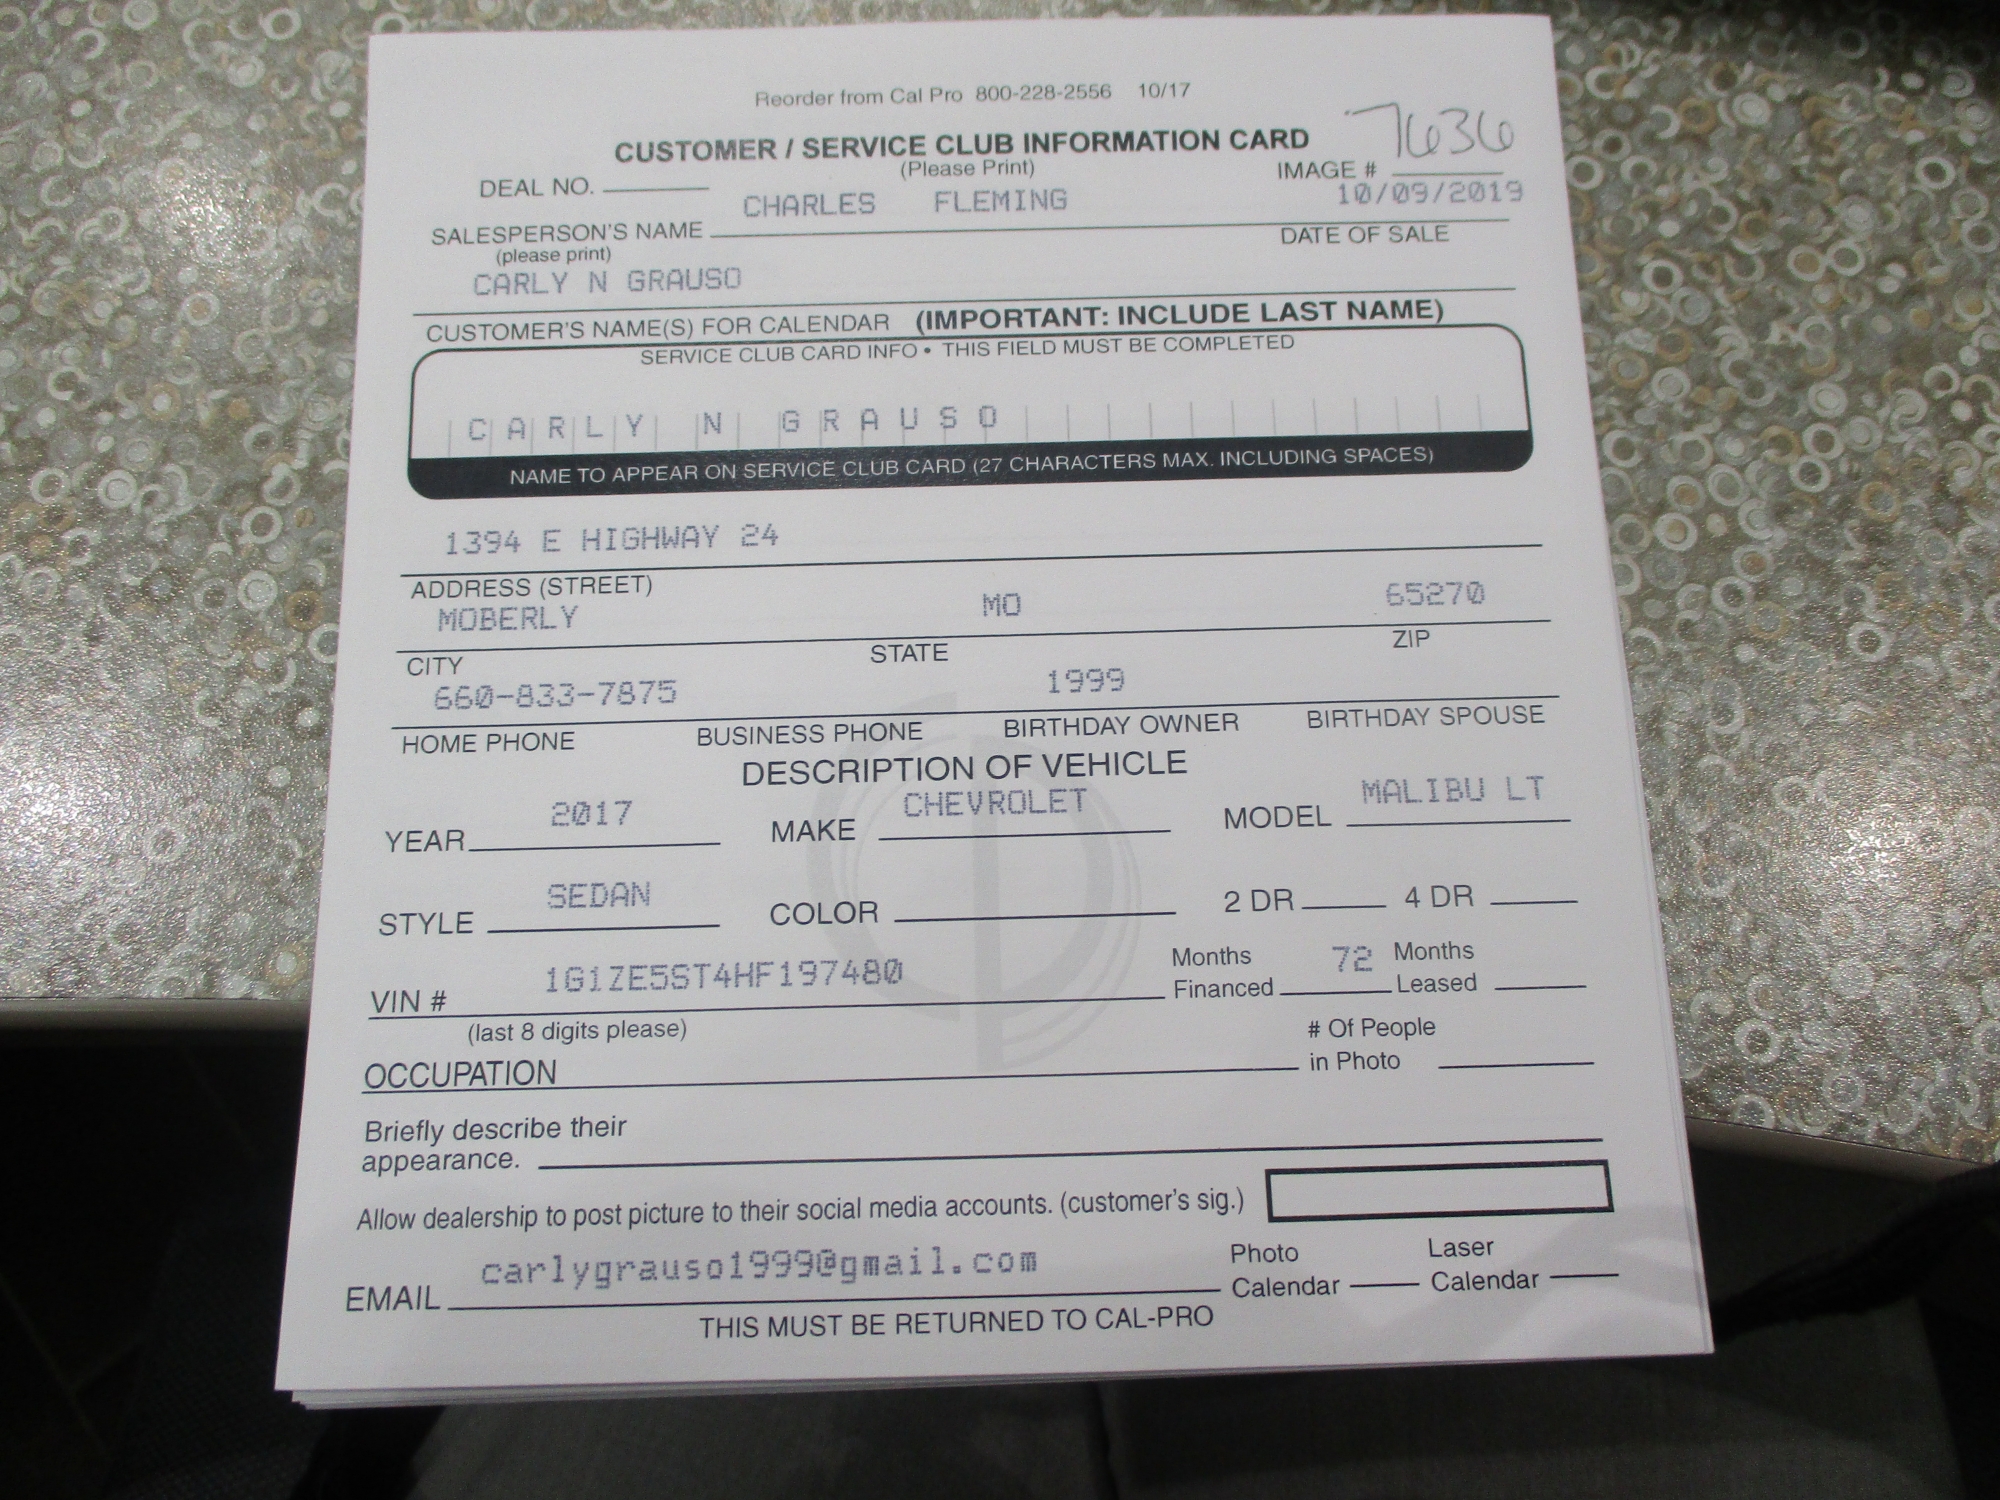 Reorder from Cal Pro 800-228-2556 10/17
CUSTOMER / SERVICE CLUB INFORMATION CARD
(Please Print)
7636
DEAL NO. IMAGE #
CHARLES FLEMING 10/09/2019
SALESPERSON'S NAME DATE OF SALE
(please print)
CARLY N GRAUSO
CUSTOMER'S NAME(S) FOR CALENDAR (IMPORTANT: INCLUDE LAST NAME)
SERVICE CLUB CARD INFO • THIS FIELD MUST BE COMPLETED
CARLY N GRAUSO
NAME TO APPEAR ON SERVICE CLUB CARD (27 CHARACTERS MAX. INCLUDING SPACES)
1394 E HIGHWAY 24
ADDRESS (STREET)
MOBERLY MO 65270
CITY STATE ZIP
660-833-7875 1999
HOME PHONE BUSINESS PHONE BIRTHDAY OWNER BIRTHDAY SPOUSE
DESCRIPTION OF VEHICLE
2017 CHEVROLET MALIBU LT
YEAR MAKE MODEL
SEDAN
STYLE COLOR 2 DR 4 DR
1G1ZE5ST4HF197480 Months 72 Months
VIN # Financed Leased
(last 8 digits please) # Of People
OCCUPATION in Photo
Briefly describe their
appearance.
Allow dealership to post picture to their social media accounts. (customer's sig.)
carlygrauso1999@gmail.com Photo Laser
EMAIL Calendar Calendar
THIS MUST BE RETURNED TO CAL-PRO